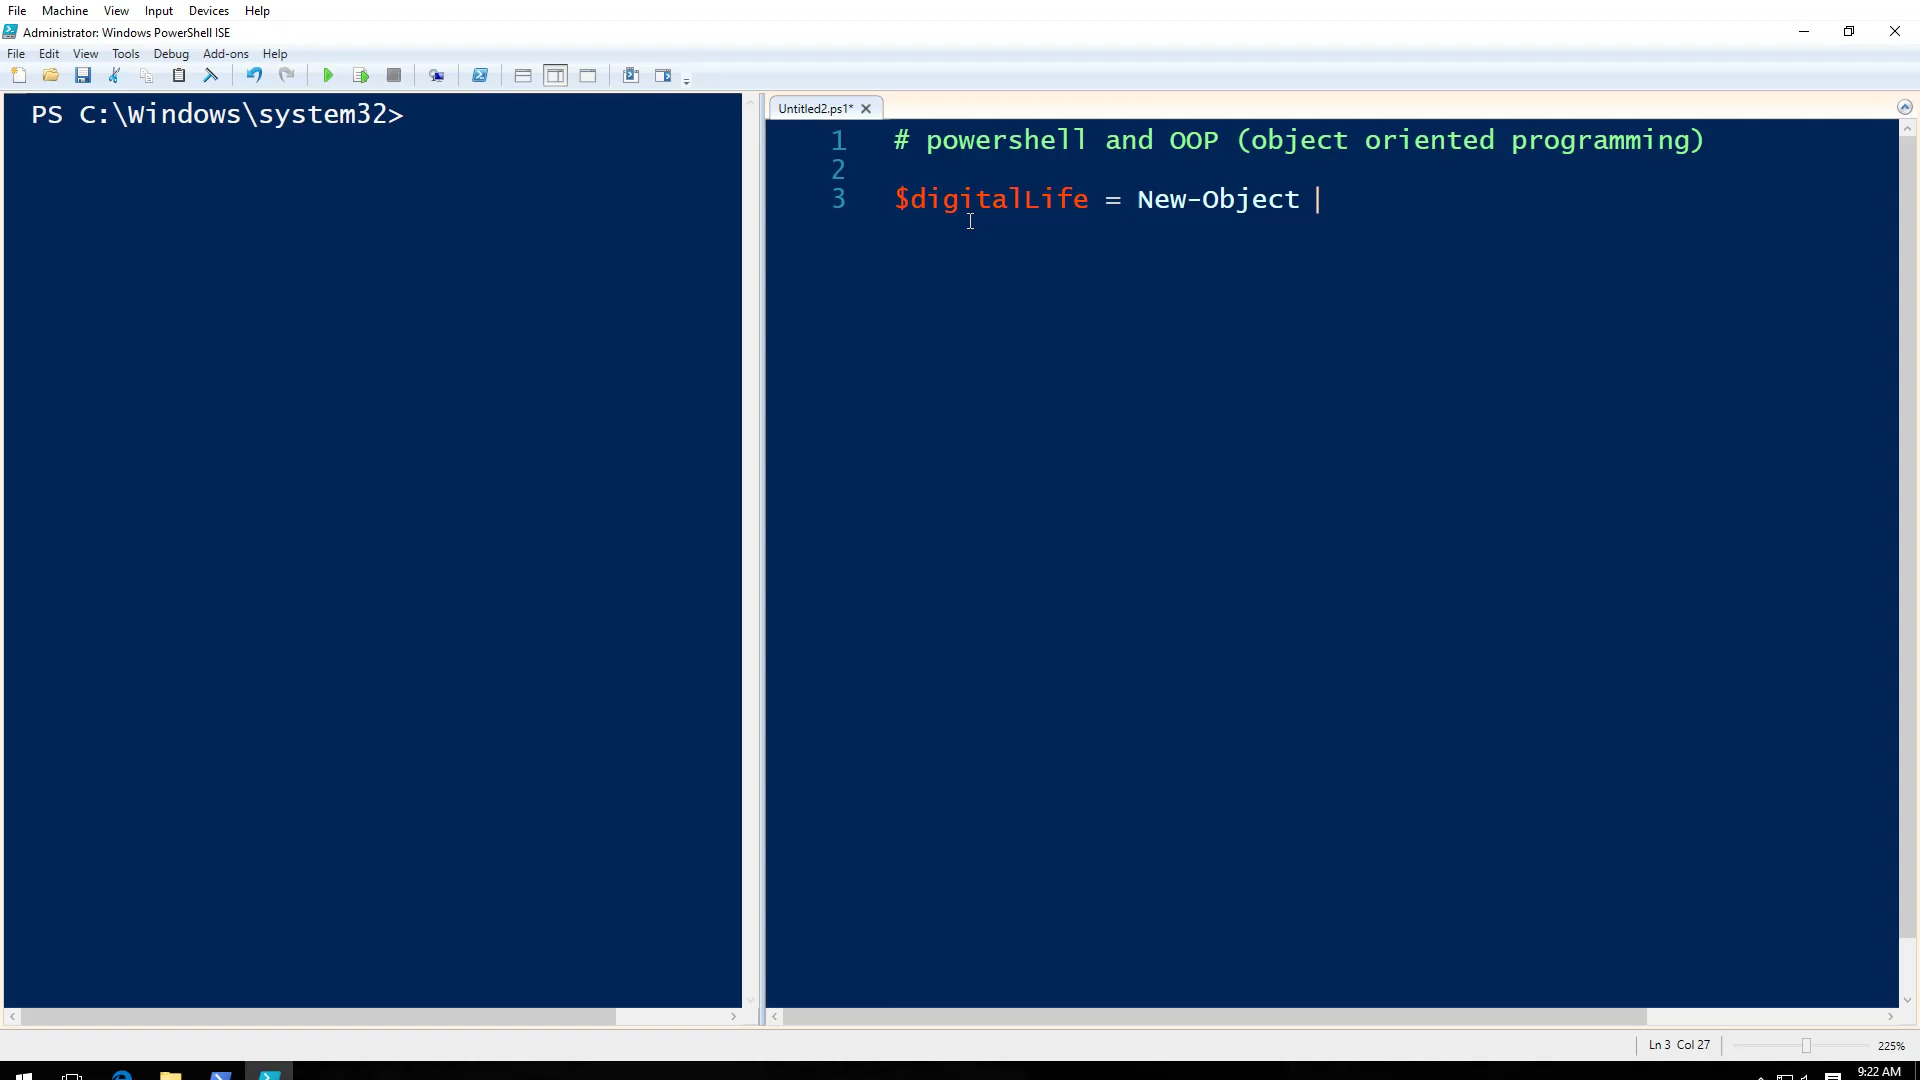 File Machine View Input Devices Help
Administrator: Windows PowerShell ISE
File Edit View Tools Debug Add-ons Help
PS C:\Windows\system32>
Untitled2.ps1*
1 # powershell and OOP (object oriented programming)
2
3 $digitalLife = New-Object
Ln 3 Col 27
225%
9:22 AM